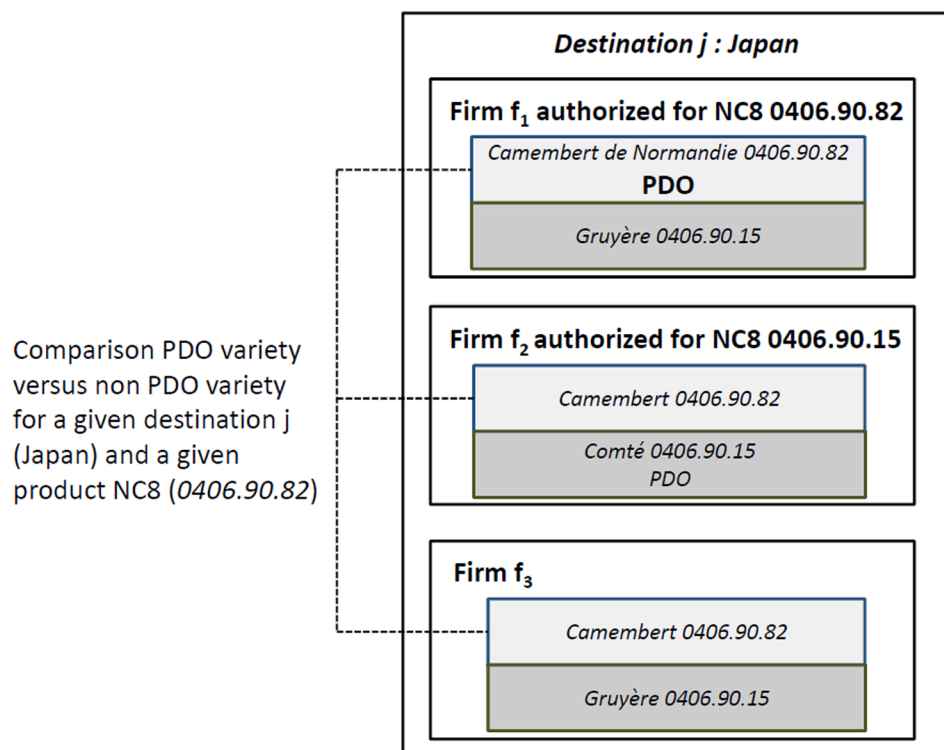 Destination j : Japan
Firm f₁ authorized for NC8 0406.90.82
Camembert de Normandie 0406.90.82
PDO
Gruyère 0406.90.15
Firm f₂ authorized for NC8 0406.90.15
Camembert 0406.90.82
Comté 0406.90.15
PDO
Comparison PDO variety
versus non PDO variety
for a given destination j
(Japan) and a given
product NC8 (0406.90.82)
Firm f₃
Camembert 0406.90.82
Gruyère 0406.90.15